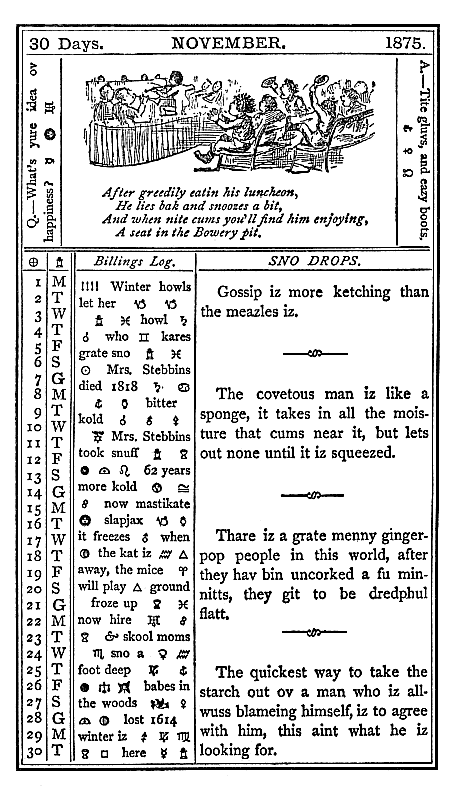 30 Days. NOVEMBER. 1875.
Q.—What's yure idea ov
happiness?
A.—Tite gluvs, and eazy boots.
After greedily eatin his luncheon,
He lies bak and snoozes a bit,
And when nite cums you'll find him enjoying,
A seat in the Bowery pit.
⊕ Billings Log. SNO DROPS.
1 M !!!! Winter howls
2 T let her ♑ ♑
3 W ♓ howl ♄
4 T ☌ who ♊ kares
5 F grate sno ♓
6 S ☉ Mrs. Stebbins
7 G died 1818 ♄
8 M bitter
9 T kold
10 W Mrs. Stebbins
11 T took snuff
12 F
13 S ♌ 62 years
14 G more kold
15 M now mastikate
16 T slapjax ♑
17 W it freezes when
18 T the kat iz ♒ △
19 F away, the mice ♈
20 S will play △ ground
21 G froze up ♓
22 M now hire
23 T & skool moms
24 W ♏ sno a ♀ ♒
25 T foot deep
26 F babes in
27 S the woods
28 G lost 1614
29 M winter iz ♏
30 T □ here ☿
Gossip iz more ketching than
the meazles iz.
The covetous man iz like a
sponge, it takes in all the mois-
ture that cums near it, but lets
out none until it iz squeezed.
Thare iz a grate menny ginger-
pop people in this world, after
they hav bin uncorked a fu min-
nitts, they git to be dredphul
flatt.
The quickest way to take the
starch out ov a man who iz all-
wuss blameing himself, iz to agree
with him, this aint what he iz
looking for.